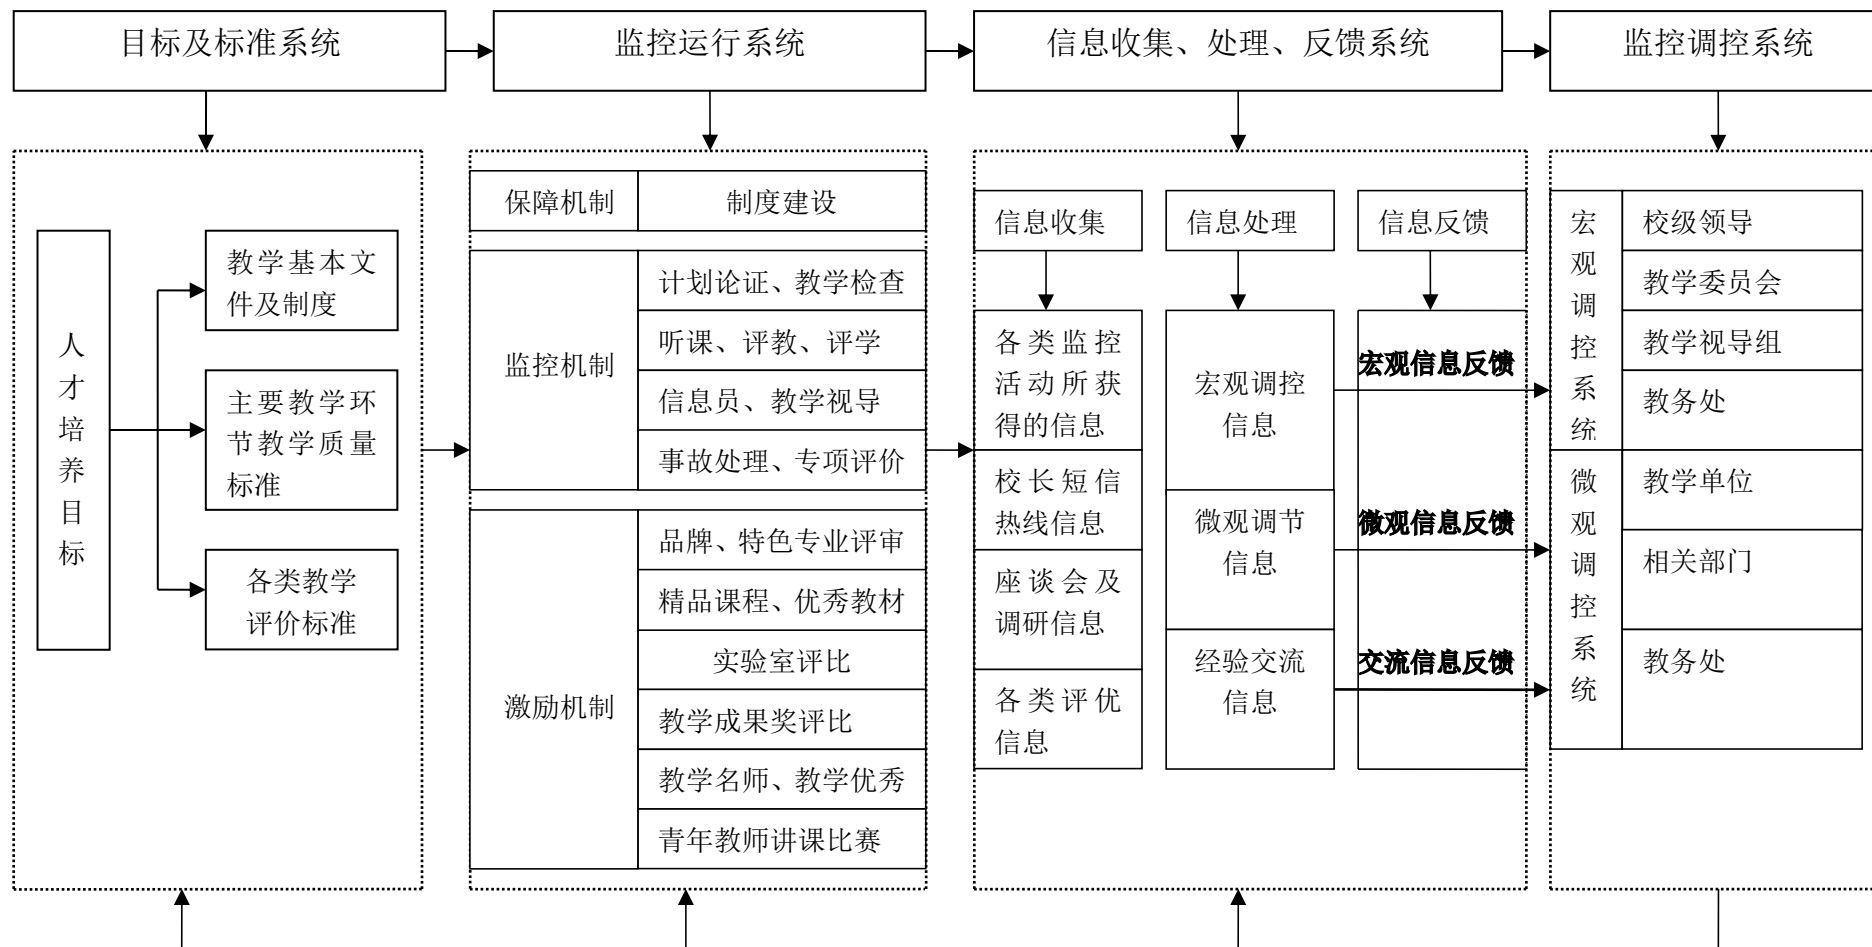 目标及标准系统
监控运行系统
信息收集、处理、反馈系统
监控调控系统
人
才
培
养
目
标
教学基本文
件及制度
主要教学环
节教学质量
标准
各类教学
评价标准
保障机制
制度建设
监控机制
计划论证、教学检查
听课、评教、评学
信息员、教学视导
事故处理、专项评价
激励机制
品牌、特色专业评审
精品课程、优秀教材
实验室评比
教学成果奖评比
教学名师、教学优秀
青年教师讲课比赛
信息收集
各类监控
活动所获
得的信息
校长短信
热线信息
座谈会及
调研信息
各类评优
信息
信息处理
宏观调控
信息
微观调节
信息
经验交流
信息
信息反馈
宏观信息反馈
微观信息反馈
交流信息反馈
宏
观
调
控
系
统
校级领导
教学委员会
教学视导组
教务处
微
观
调
控
系
统
教学单位
相关部门
教务处